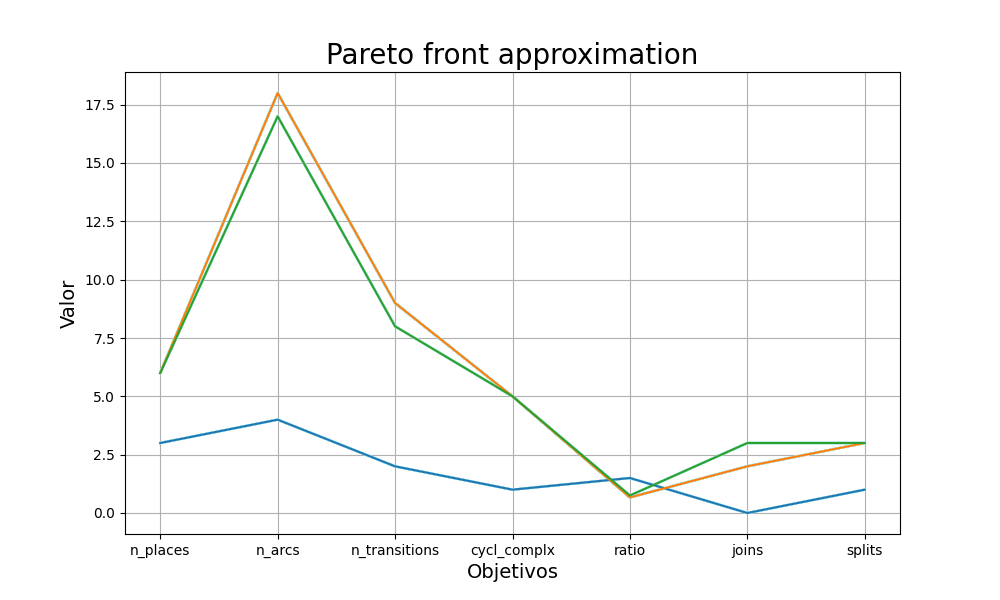 Pareto front approximation
Valor
17.5
15.0
12.5
10.0
7.5
5.0
2.5
0.0
n_places n_arcs n_transitions cycl_complx ratio joins splits
Objetivos